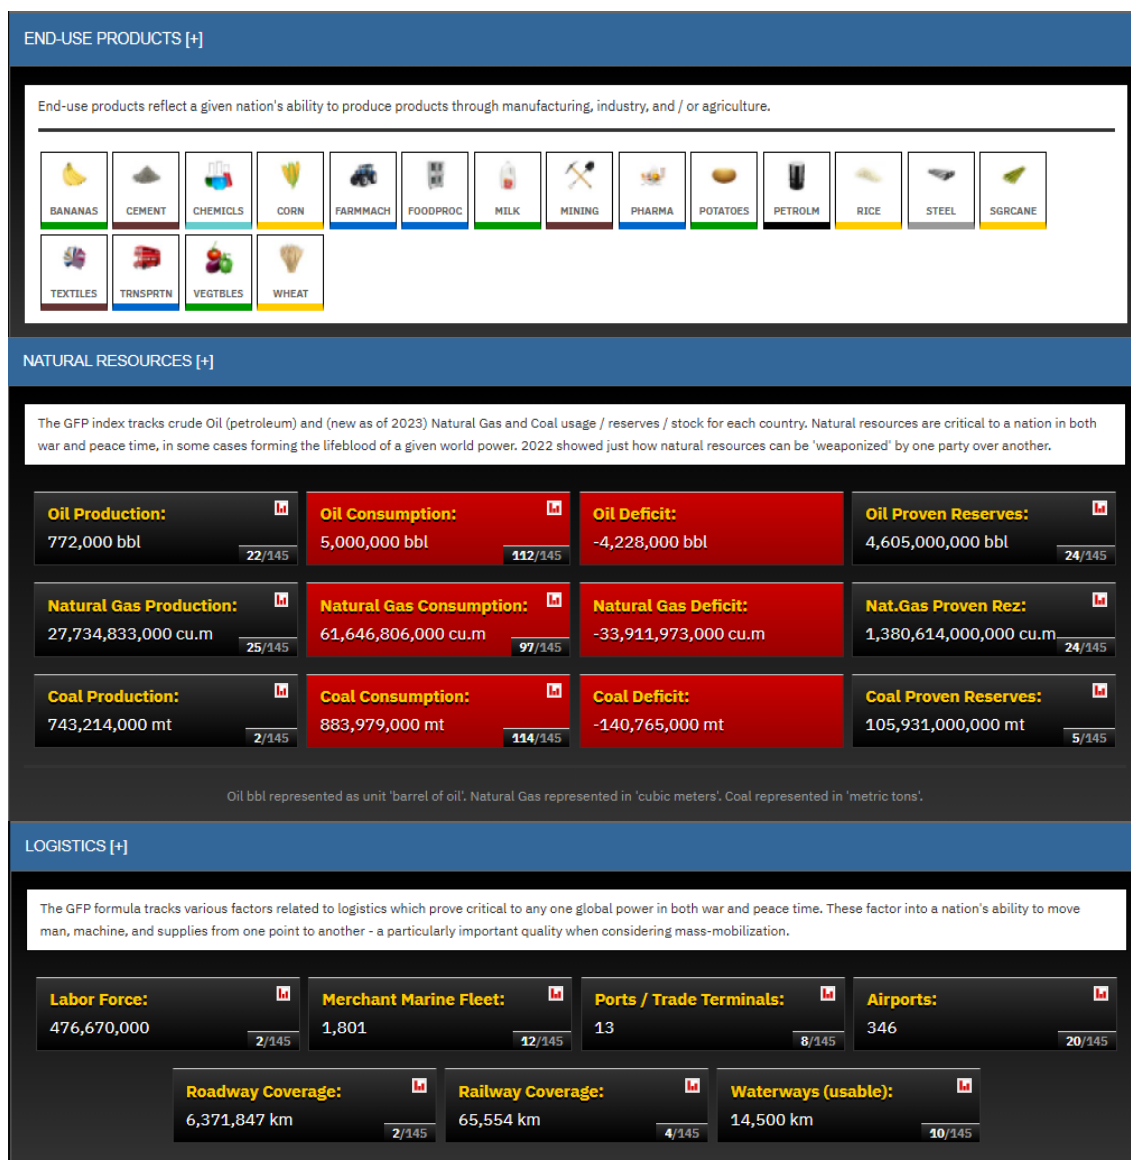 END-USE PRODUCTS [+]
End-use products reflect a given nation's ability to produce products through manufacturing, industry, and / or agriculture.
BANANAS CEMENT CHEMICLS CORN FARMMACH FOODPROC MILK MINING PHARMA POTATOES PETROLM RICE STEEL SGRCANE
TEXTILES TRNSPRTN VEGTBLES WHEAT
NATURAL RESOURCES [+]
The GFP index tracks crude Oil (petroleum) and (new as of 2023) Natural Gas and Coal usage / reserves / stock for each country. Natural resources are critical to a nation in both
war and peace time, in some cases forming the lifeblood of a given world power. 2022 showed just how natural resources can be 'weaponized' by one party over another.
Oil Production: Oil Consumption: Oil Deficit: Oil Proven Reserves:
772,000 bbl 5,000,000 bbl -4,228,000 bbl 4,605,000,000 bbl
22/145 112/145 24/145
Natural Gas Production: Natural Gas Consumption: Natural Gas Deficit: Nat.Gas Proven Rez:
27,734,833,000 cu.m 61,646,806,000 cu.m -33,911,973,000 cu.m 1,380,614,000,000 cu.m
25/145 97/145 24/145
Coal Production: Coal Consumption: Coal Deficit: Coal Proven Reserves:
743,214,000 mt 883,979,000 mt -140,765,000 mt 105,931,000,000 mt
2/145 114/145 5/145
Oil bbl represented as unit 'barrel of oil'. Natural Gas represented in 'cubic meters'. Coal represented in 'metric tons'.
LOGISTICS [+]
The GFP formula tracks various factors related to logistics which prove critical to any one global power in both war and peace time. These factor into a nation's ability to move
man, machine, and supplies from one point to another - a particularly important quality when considering mass-mobilization.
Labor Force: Merchant Marine Fleet: Ports / Trade Terminals: Airports:
476,670,000 1,801 13 346
2/145 12/145 8/145 20/145
Roadway Coverage: Railway Coverage: Waterways (usable):
6,371,847 km 65,554 km 14,500 km
2/145 4/145 10/145